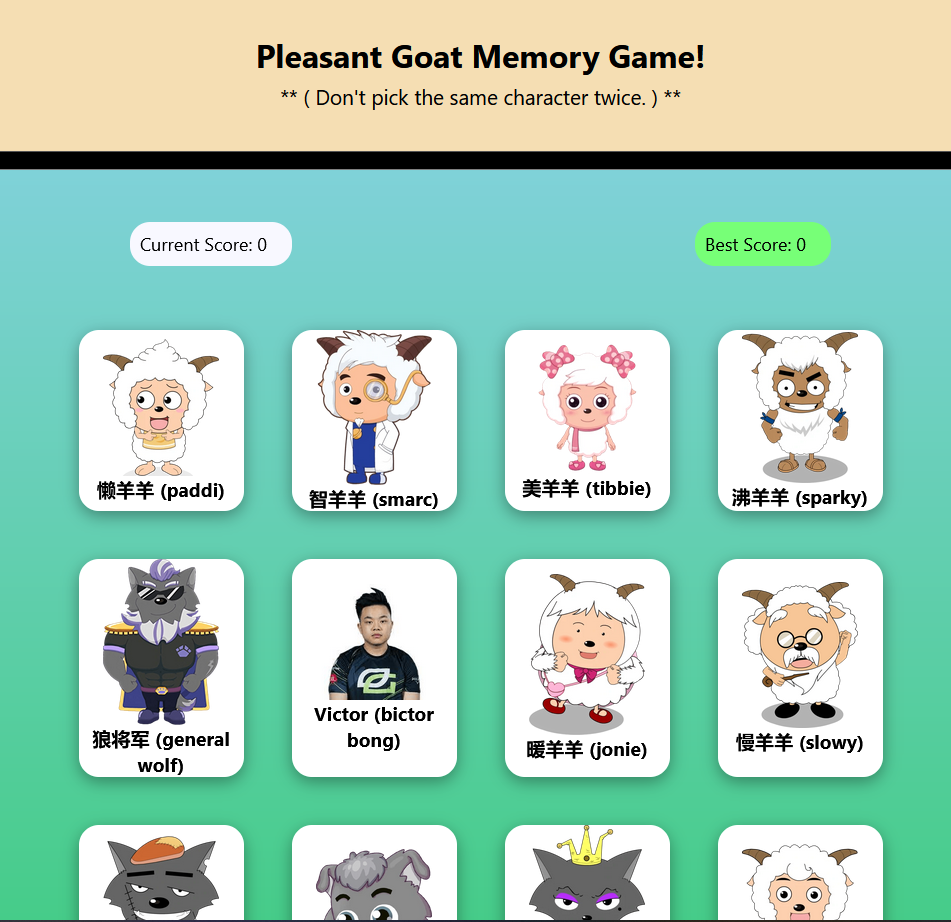 Pleasant Goat Memory Game!
** ( Don't pick the same character twice. ) **
Current Score: 0
Best Score: 0
懒羊羊 (paddi)
智羊羊 (smarc)
美羊羊 (tibbie)
沸羊羊 (sparky)
狼将军 (general
wolf)
Victor (bictor
bong)
暖羊羊 (jonie)
慢羊羊 (slowy)